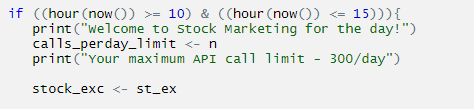 if ((hour(now()) >= 10) & ((hour(now()) <= 15))){
print("Welcome to Stock Marketing for the day!")
calls_perday_limit <- n
print("Your maximum API call limit - 300/day")
stock_exc <- st_ex